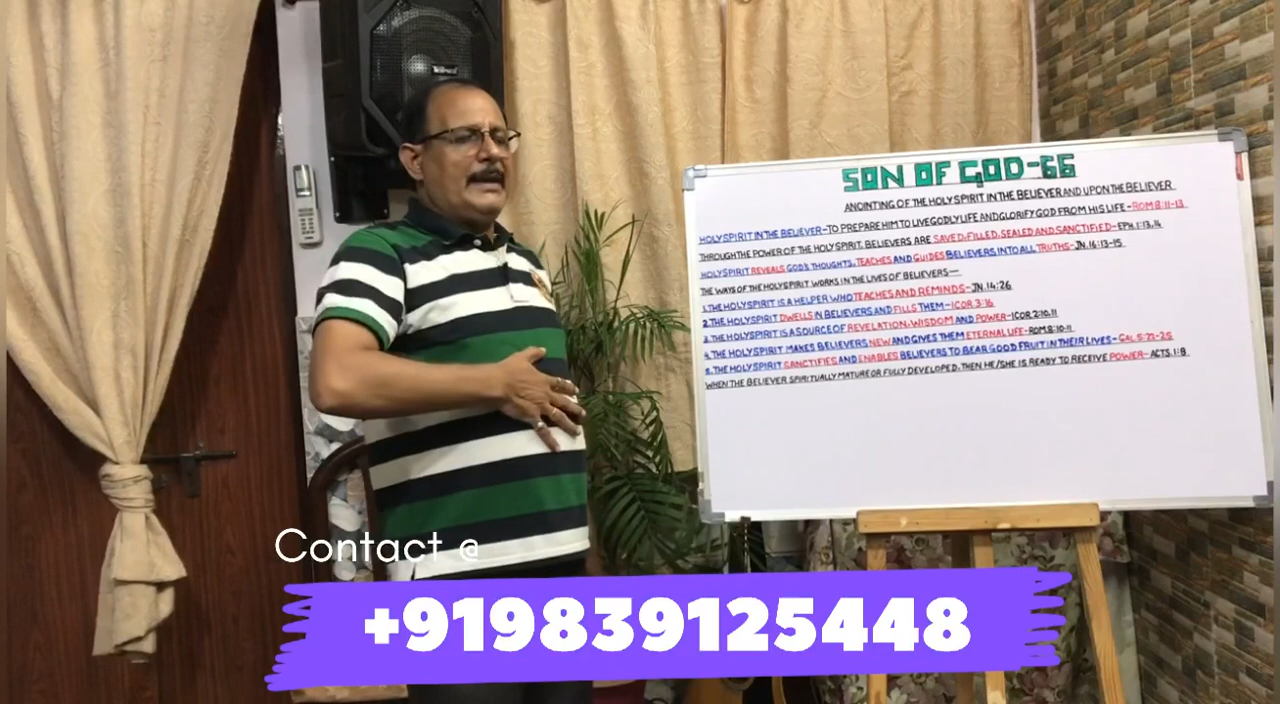 SON OF GOD-66
ANOINTING OF THE HOLY SPIRIT IN THE BELIEVER AND UPON THE BELIEVER
HOLY SPIRIT IN THE BELIEVER-TO PREPARE HIM TO LIVE GODLY LIFE AND GLORIFY GOD FROM HIS LIFE-ROM 8:11-13
THROUGH THE POWER OF THE HOLY SPIRIT, BELIEVERS ARE SAVED, FILLED, SEALED AND SANCTIFIED-EPH.1:13,14
HOLY SPIRIT REVEALS GOD'S THOUGHTS, TEACHES AND GUIDES BELIEVERS INTO ALL TRUTHS-JN.16:13-15
THE WAYS OF THE HOLY SPIRIT WORKS IN THE LIVES OF BELIEVERS—
1. THE HOLY SPIRIT IS A HELPER WHO TEACHES AND REMINDS-JN.14:26
2. THE HOLY SPIRIT DWELLS IN BELIEVERS AND FILLS THEM-1COR 3:16
3. THE HOLY SPIRIT IS A SOURCE OF REVELATION, WISDOM AND POWER-1COR 2:10,11
4. THE HOLY SPIRIT MAKES BELIEVERS NEW AND GIVES THEM ETERNAL LIFE-ROM.8:10-11
THE HOLY SPIRIT SANCTIFIES AND ENABLES BELIEVERS TO BEAR GOOD FRUIT IN THEIR LIVES-GAL 5:22-25
WHEN THE BELIEVER SPIRITUALLY MATURE OR FULLY DEVELOPED, THEN HE/SHE IS READY TO RECEIVE POWER-ACTS.1:8
Contact @
+919839125448